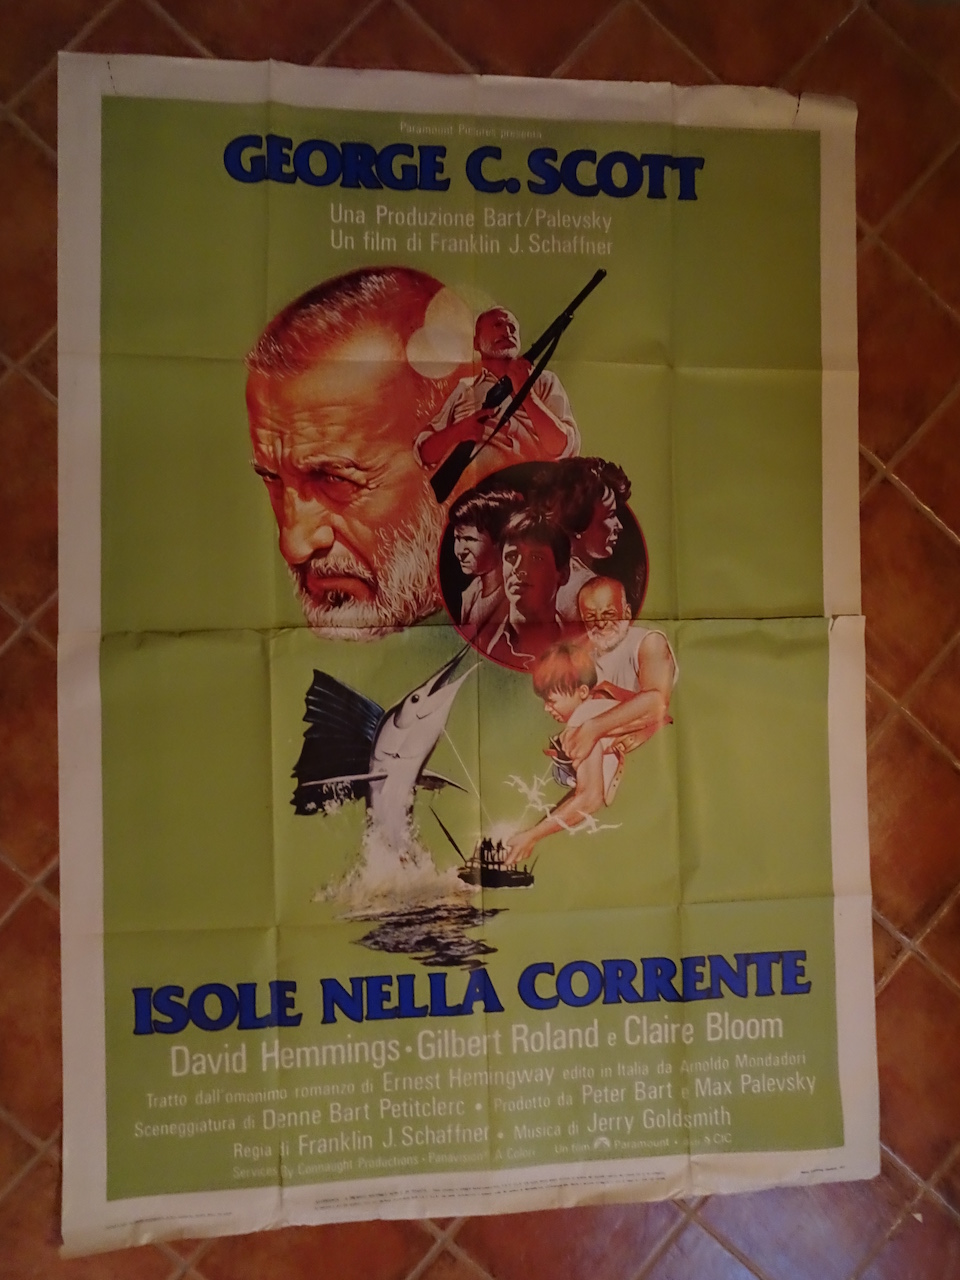 Paramount Pictures presenta
GEORGE C. SCOTT
Una Produzione Bart/Palevsky
Un film di Franklin J. Schaffner
ISOLE NELLA CORRENTE
David Hemmings • Gilbert Roland e Claire Bloom
Tratto dall'omonimo romanzo di Ernest Hemingway edito in Italia da Arnoldo Mondadori
Sceneggiatura di Denne Bart Petitclerc • Prodotto da Peter Bart e Max Palevsky
Regia di Franklin J. Schaffner • Musica di Jerry Goldsmith
Services By Connaught Productions • Panavision® A Colori Un film Paramount • CIC